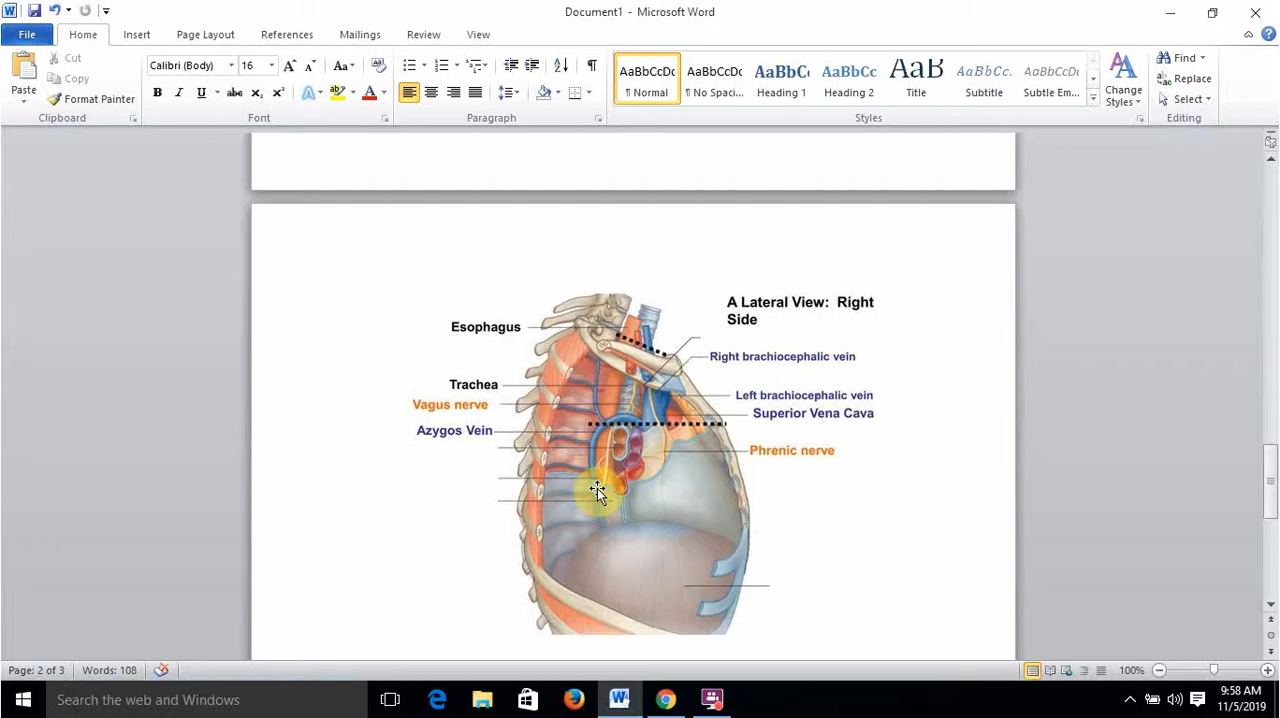 Document1 - Microsoft Word
File Home Insert Page Layout References Mailings Review View
Cut
Copy
Format Painter
Paste
Clipboard
Calibri (Body) 16
Font
Paragraph
AaBbCcDc AaBbCcDc AaBbC AaBbCc AaB AaBbCc. AaBbCcDc
¶ Normal ¶ No Spaci... Heading 1 Heading 2 Title Subtitle Subtle Em...
Change
Styles
Styles
Find
Replace
Select
Editing
A Lateral View: Right
Side
Esophagus
Right brachiocephalic vein
Trachea
Left brachiocephalic vein
Vagus nerve
Superior Vena Cava
Azygos Vein
Phrenic nerve
Page: 2 of 3 Words: 108
100%
Search the web and Windows
9:58 AM
11/5/2019